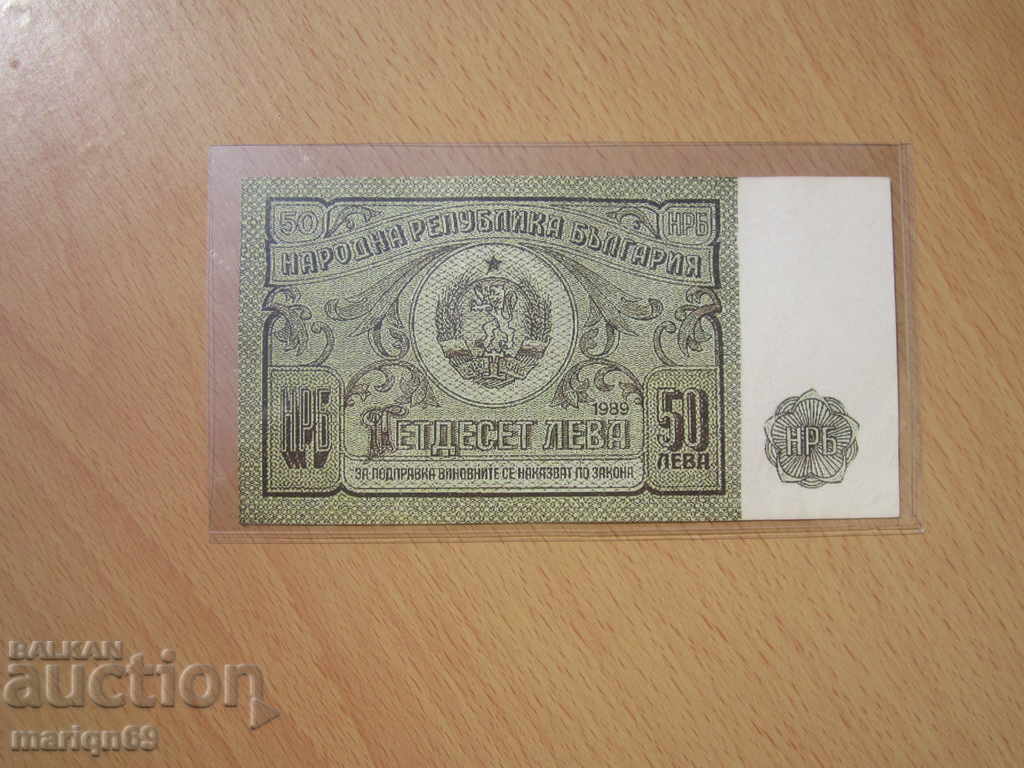 50 НРБ
НАРОДНА РЕПУБЛИКА БЪЛГАРИЯ
1989
НРБ ПЕТДЕСЕТ ЛЕВА 50 ЛЕВА
ЗА ПОДПРАВКА ВИНОВНИТЕ СЕ НАКАЗВАТ ПО ЗАКОНА
НРБ
BALKAN
auction
mariqn69